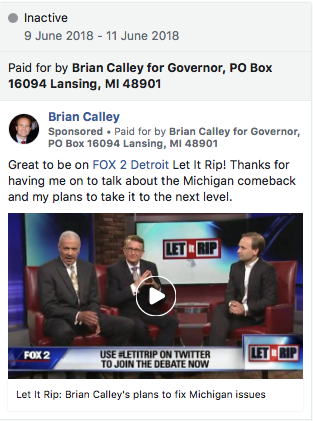 Inactive
9 June 2018 - 11 June 2018
Paid for by Brian Calley for Governor, PO Box
16094 Lansing, MI 48901
Brian Calley
Sponsored • Paid for by Brian Calley for Governor,
PO Box 16094 Lansing, MI 48901
Great to be on FOX 2 Detroit Let It Rip! Thanks for
having me on to talk about the Michigan comeback
and my plans to take it to the next level.
LET it RIP
FOX 2
USE #LETITRIP ON TWITTER
TO JOIN THE DEBATE NOW
LET it RIP
Let It Rip: Brian Calley's plans to fix Michigan issues